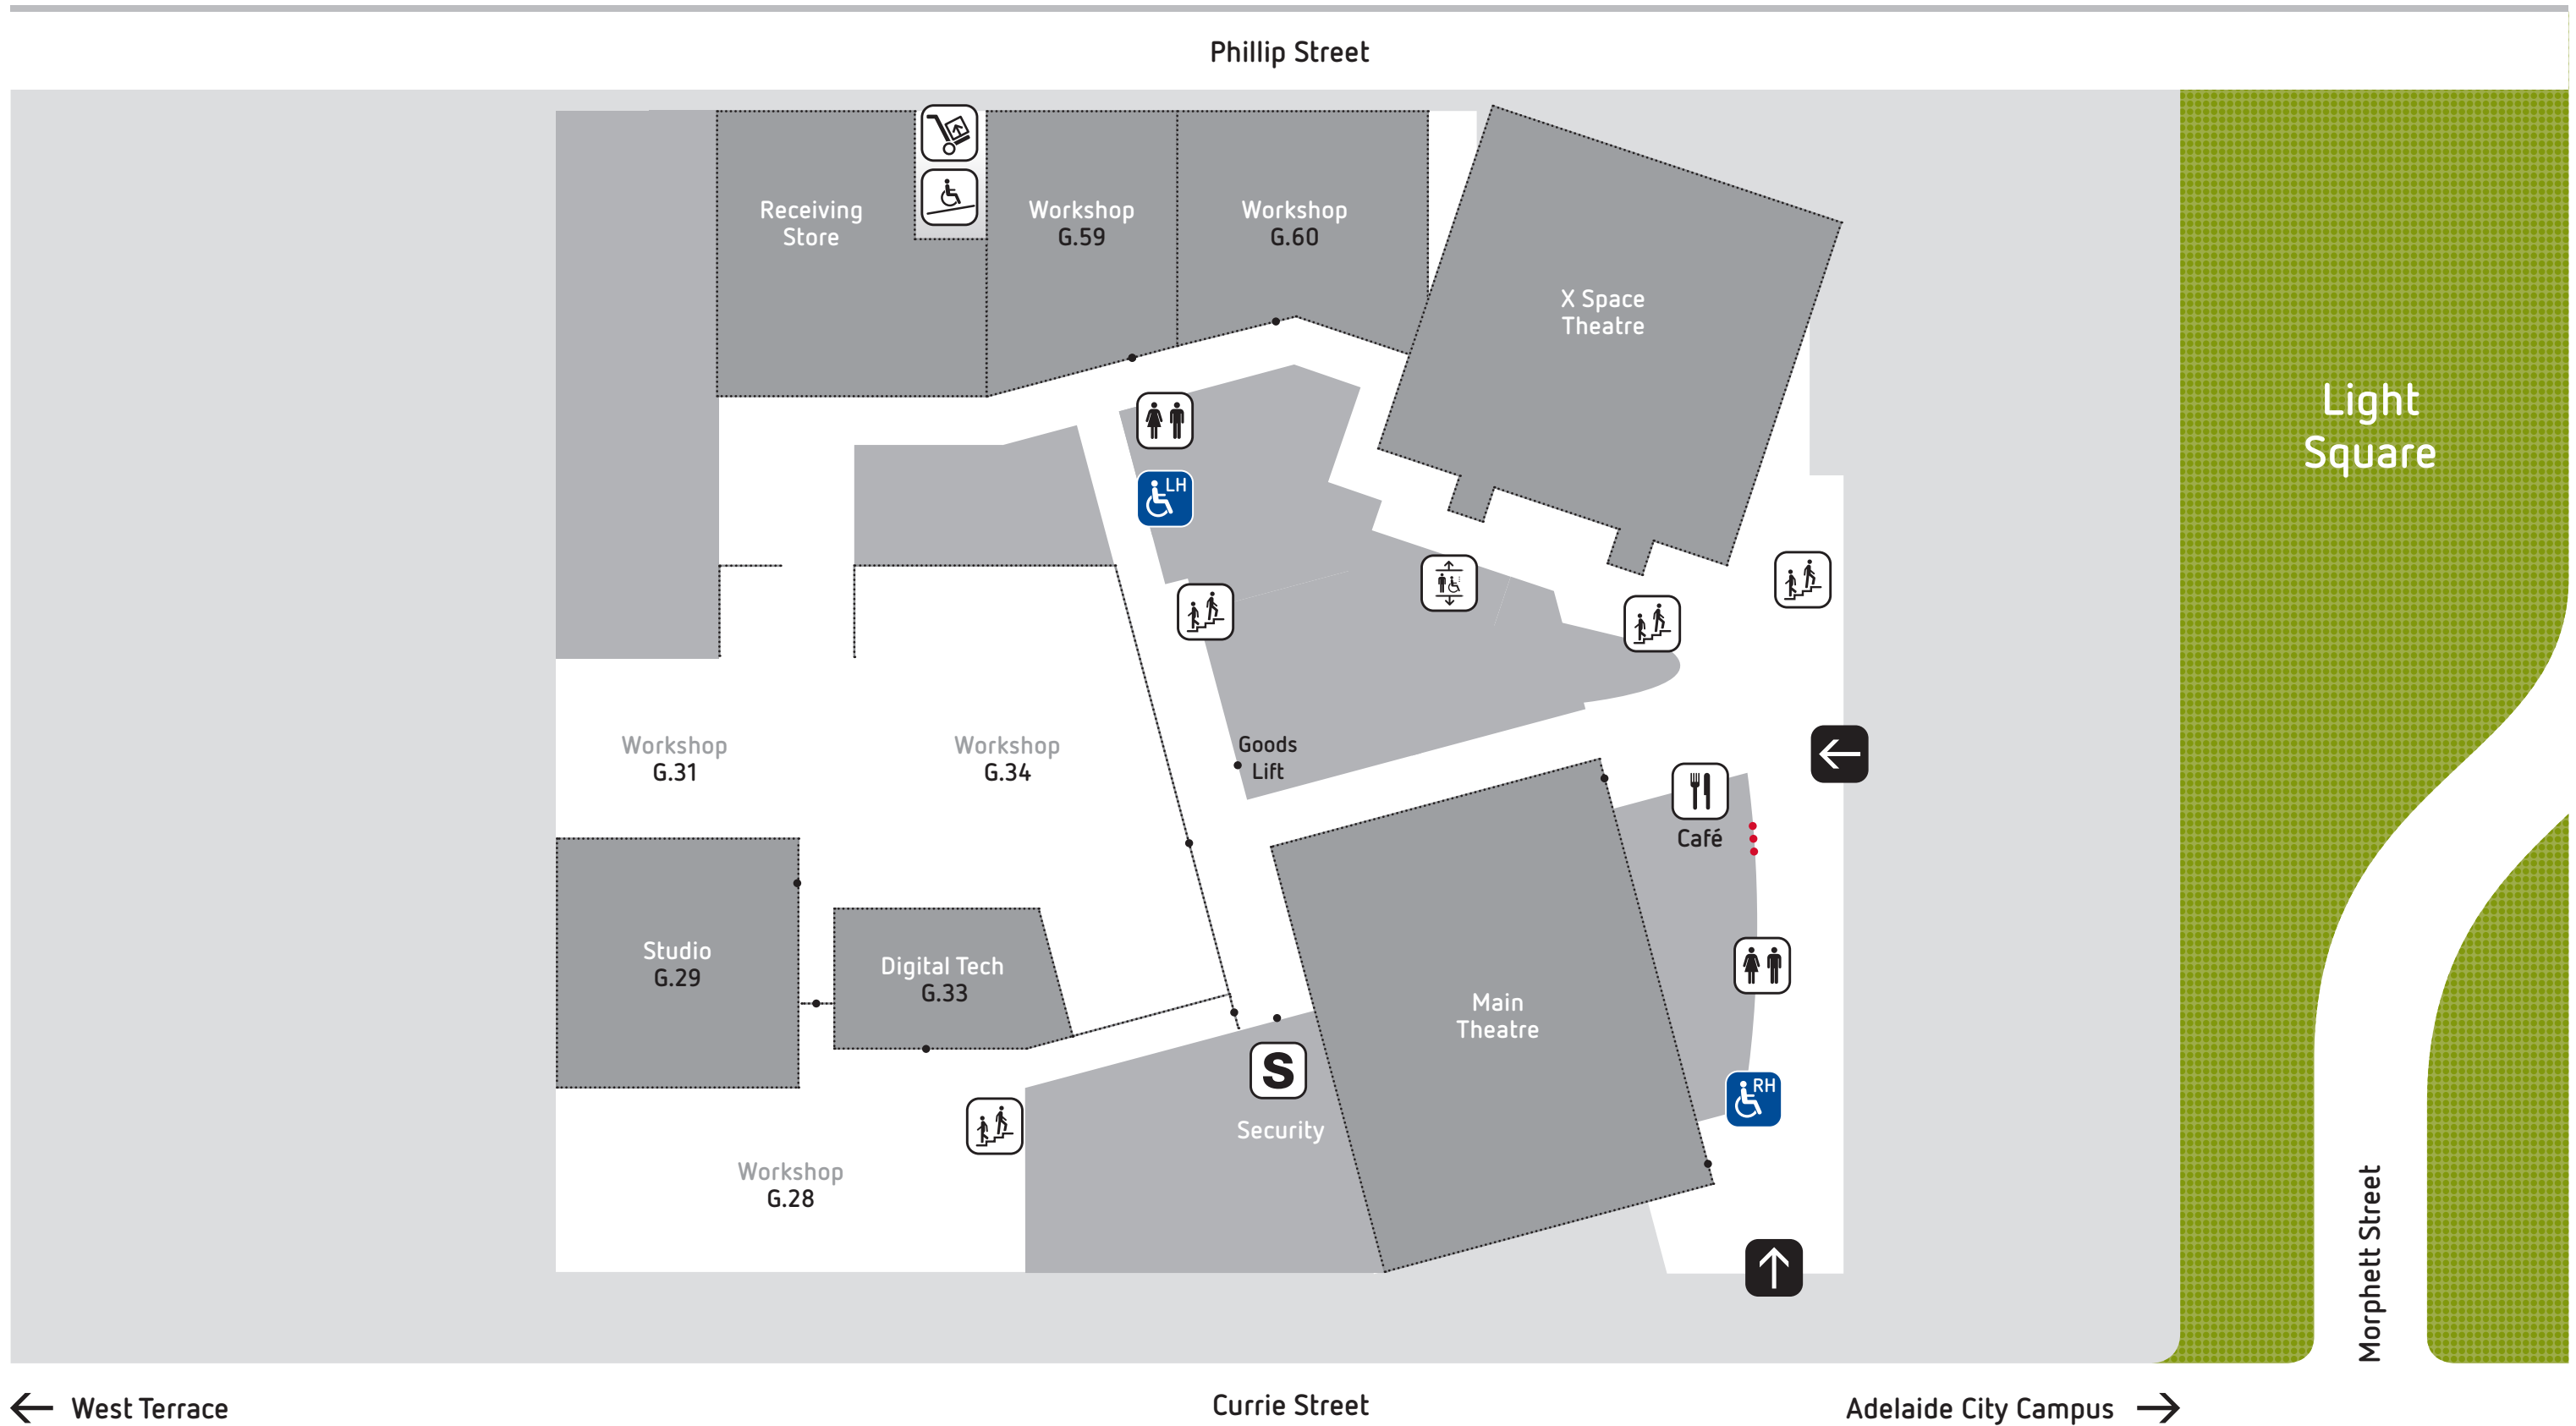 Phillip Street
Receiving
Store
Workshop
G.59
Workshop
G.60
X Space
Theatre
Light
Square
LH
Workshop
G.31
Workshop
G.34
Goods
Lift
Café
Studio
G.29
Digital Tech
G.33
Main
Theatre
S
Security
RH
Workshop
G.28
Morphett Street
West Terrace
Currie Street
Adelaide City Campus